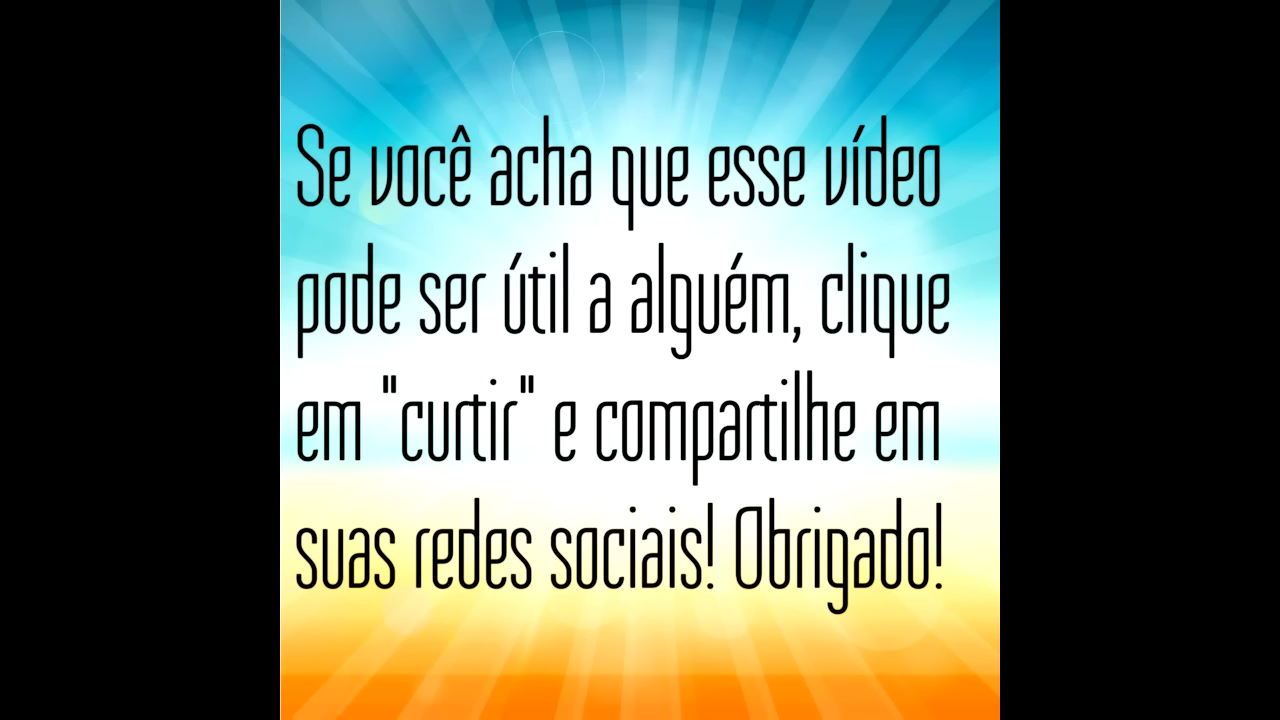 Se você acha que esse vídeo
pode ser útil a alguém, clique
em "curtir" e compartilhe em
suas redes sociais! Obrigado!